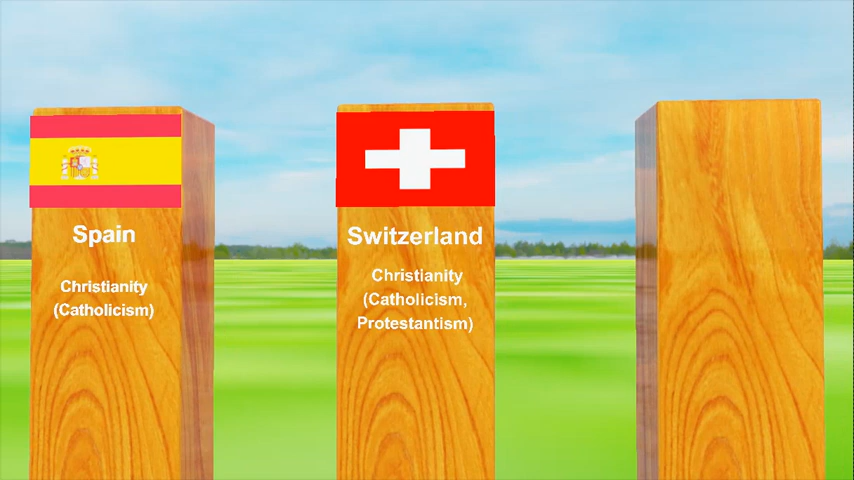 Spain
Christianity
(Catholicism)
Switzerland
Christianity
(Catholicism,
Protestantism)